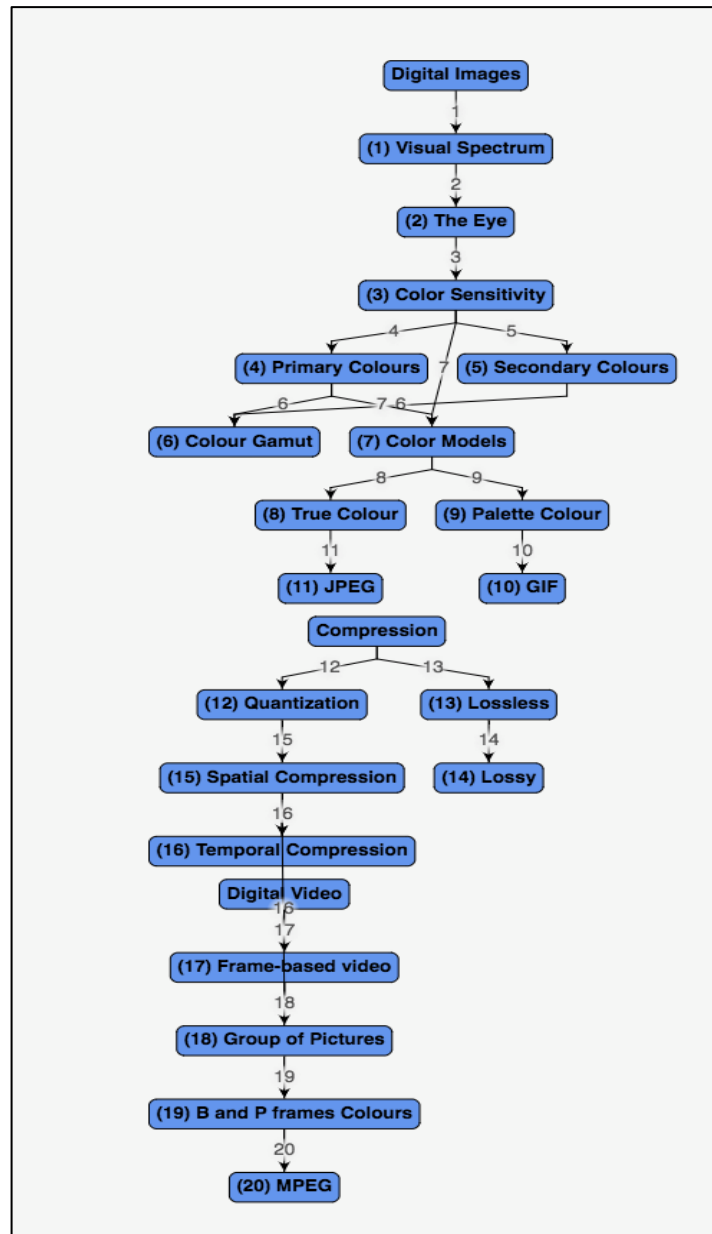 Digital Images
1
(1) Visual Spectrum
2
(2) The Eye
3
(3) Color Sensitivity
4
5
(4) Primary Colours
7
(5) Secondary Colours
6
7
6
(6) Colour Gamut
(7) Color Models
8
9
(8) True Colour
(9) Palette Colour
11
10
(11) JPEG
(10) GIF
Compression
12
13
(12) Quantization
(13) Lossless
15
14
(15) Spatial Compression
(14) Lossy
16
(16) Temporal Compression
Digital Video
16
17
(17) Frame-based video
18
(18) Group of Pictures
19
(19) B and P frames Colours
20
(20) MPEG